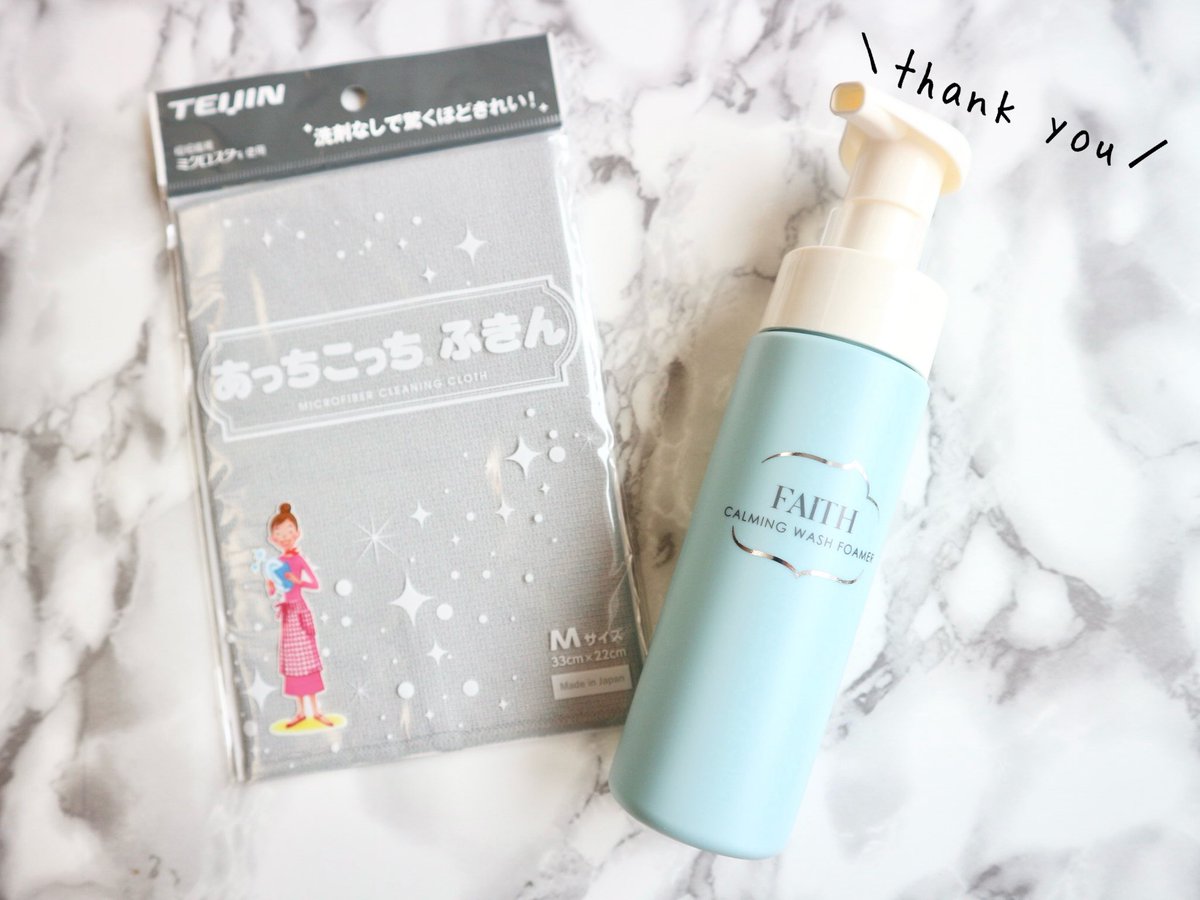 TEIJIN
洗剤なしで驚くほどきれい!
ミクロスター使用
あっちこっち®ふきん
MICROFIBER CLEANING CLOTH
Mサイズ
33cm×22cm
Made in Japan
\thank you/
FAITH
CALMING WASH FOAMER